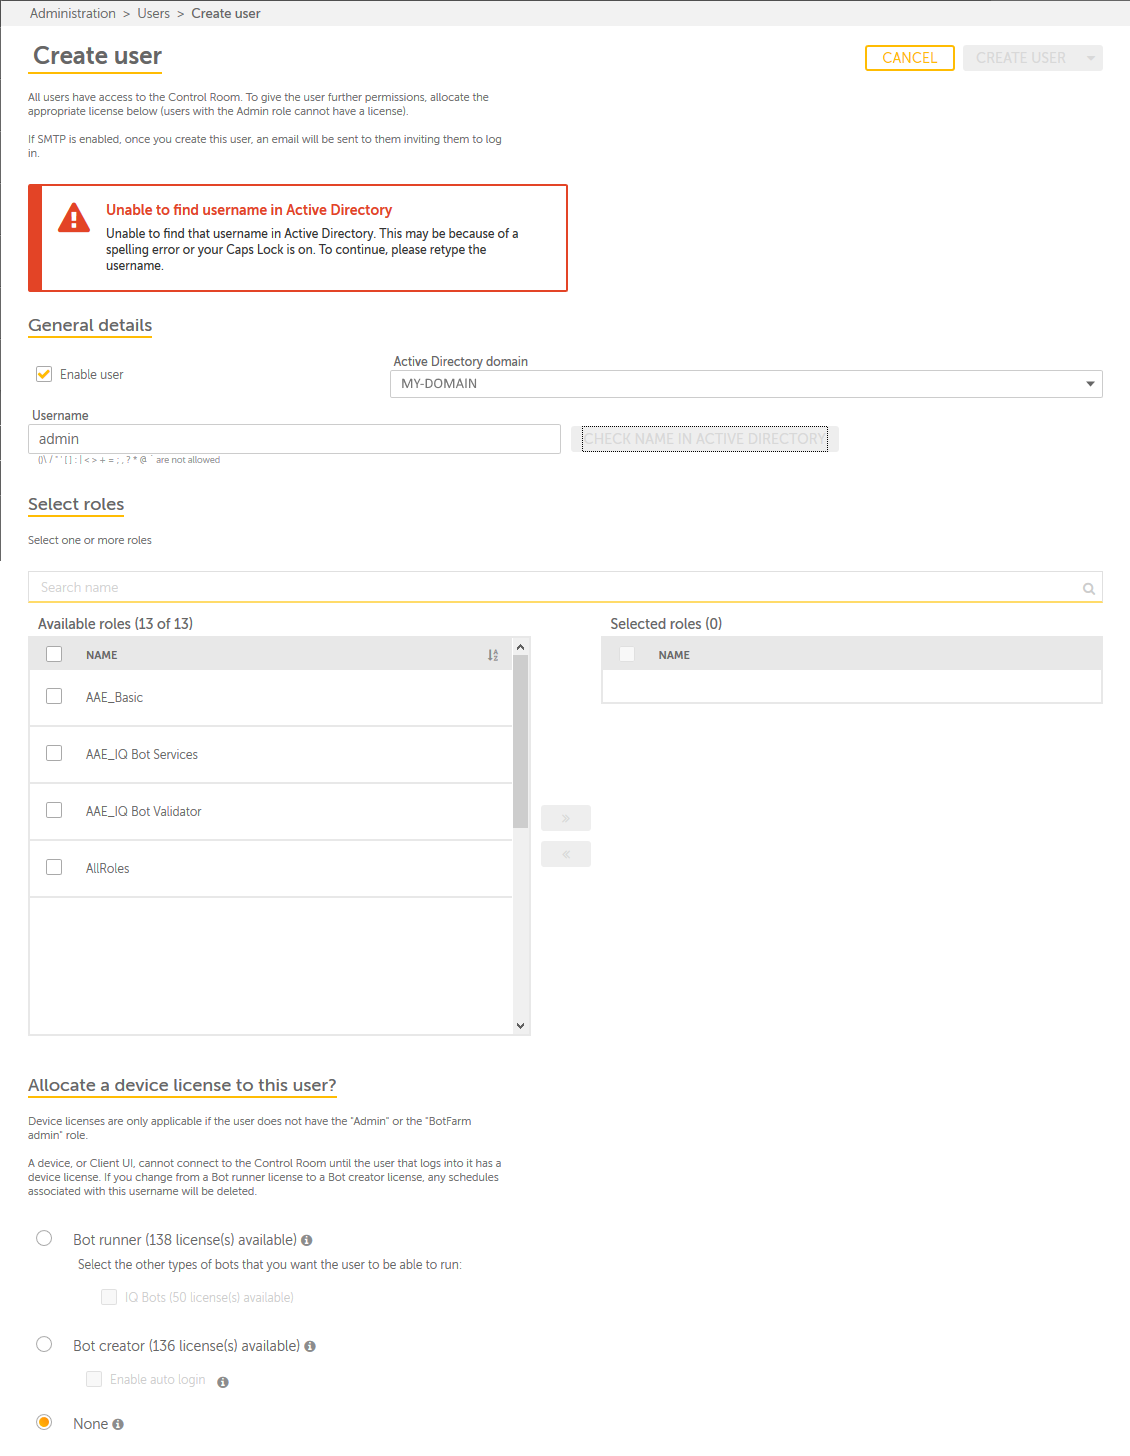 Administration > Users > Create user
Create user
CANCEL
CREATE USER
All users have access to the Control Room. To give the user further permissions, allocate the
appropriate license below (users with the Admin role cannot have a license).
If SMTP is enabled, once you create this user, an email will be sent to them inviting them to log
in.
Unable to find username in Active Directory
Unable to find that username in Active Directory. This may be because of a
spelling error or your Caps Lock is on. To continue, please retype the
username.
General details
Enable user
Active Directory domain
MY-DOMAIN
Username
admin
CHECK NAME IN ACTIVE DIRECTORY
()\ / " ' [ ] : | < > + = ; , ? * @ ` are not allowed
Select roles
Select one or more roles
Search name
Available roles (13 of 13)
NAME
AAE_Basic
AAE_IQ Bot Services
AAE_IQ Bot Validator
AllRoles
»
«
Selected roles (0)
NAME
Allocate a device license to this user?
Device licenses are only applicable if the user does not have the "Admin" or the "BotFarm
admin" role.
A device, or Client UI, cannot connect to the Control Room until the user that logs into it has a
device license. If you change from a Bot runner license to a Bot creator license, any schedules
associated with this username will be deleted.
Bot runner (138 license(s) available)
Select the other types of bots that you want the user to be able to run:
IQ Bots (50 license(s) available)
Bot creator (136 license(s) available)
Enable auto login
None